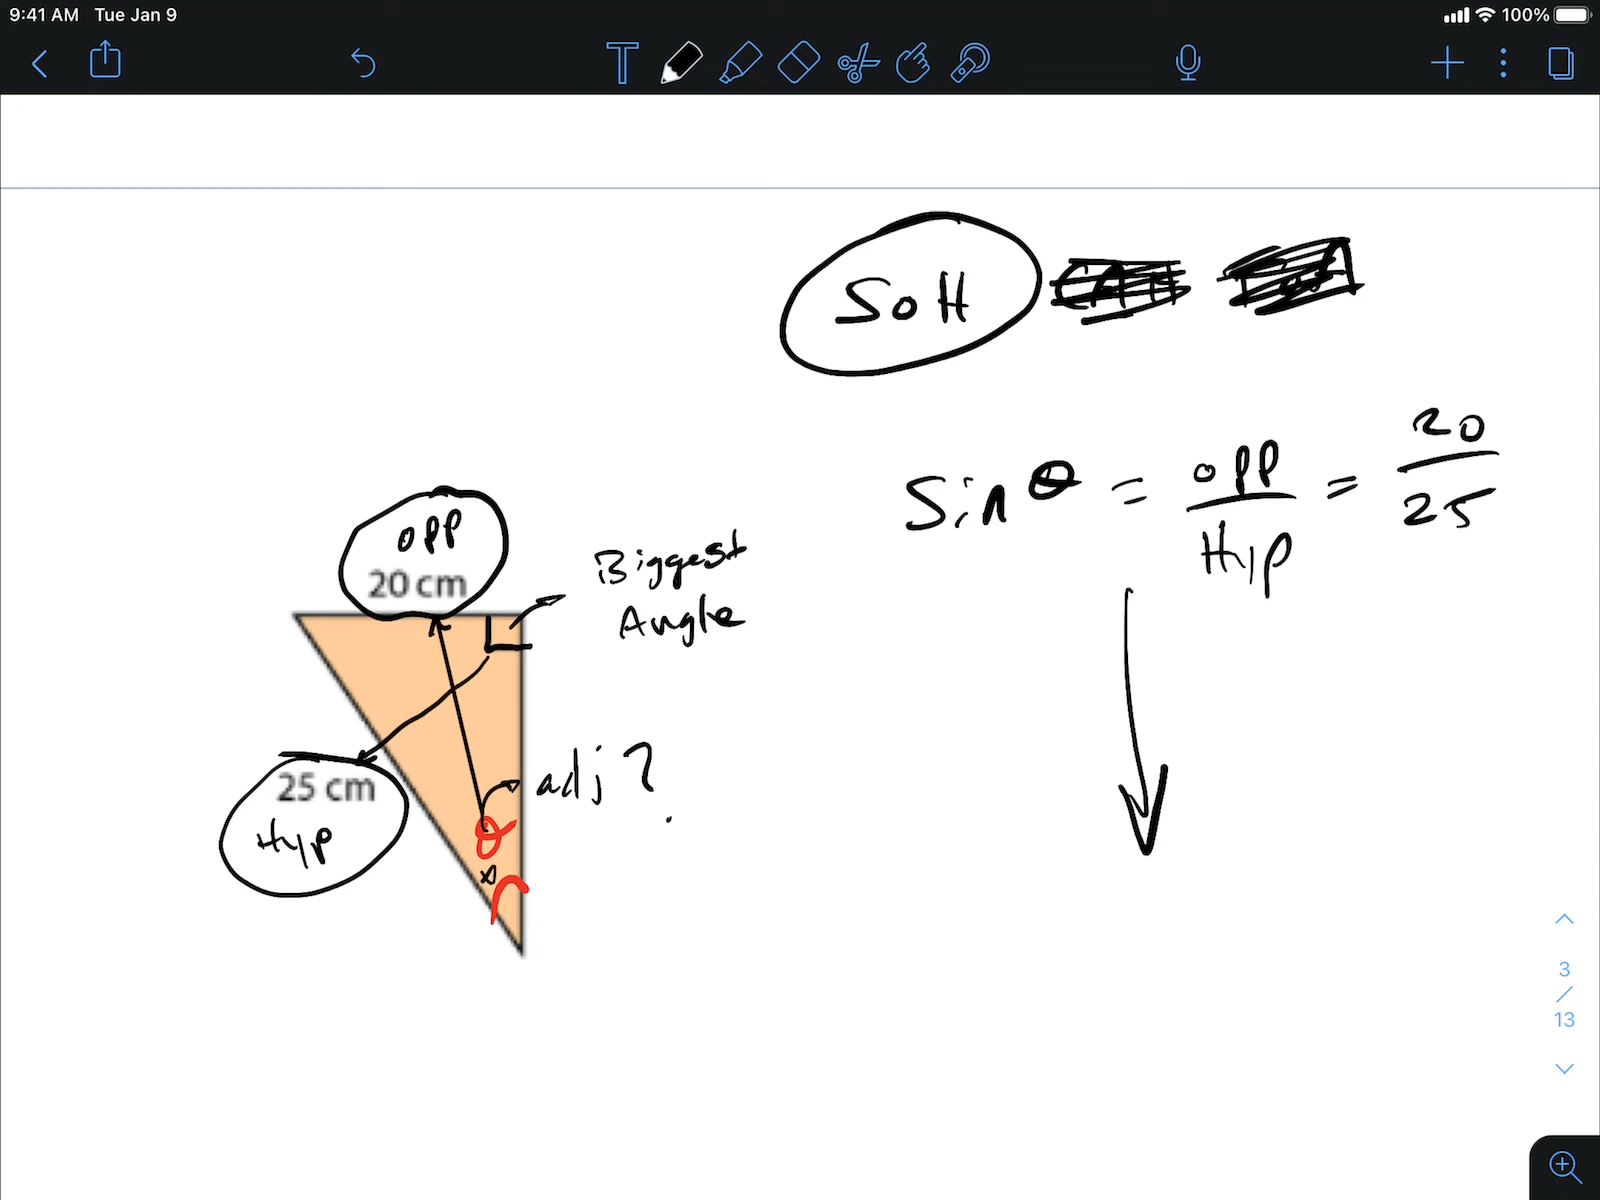 9:41 AM Tue Jan 9
100%
SOH
Sin θ = opp / Hyp = 20 / 25
opp
20 cm
Biggest
Angle
25 cm
Hyp
adj ?
θ
3
/
13